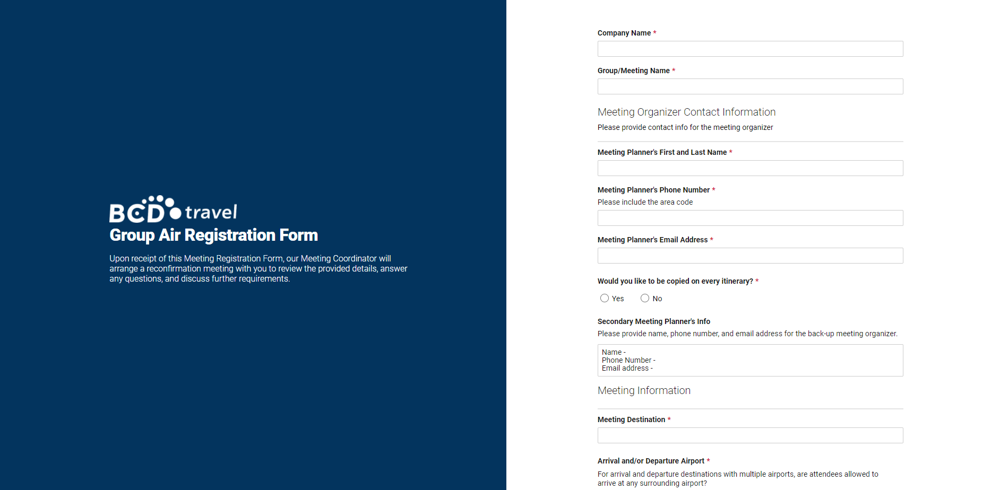 BCD travel
Group Air Registration Form
Upon receipt of this Meeting Registration Form, our Meeting Coordinator will
arrange a reconfirmation meeting with you to review the provided details, answer
any questions, and discuss further requirements.
Company Name *
Group/Meeting Name *
Meeting Organizer Contact Information
Please provide contact info for the meeting organizer
Meeting Planner's First and Last Name *
Meeting Planner's Phone Number *
Please include the area code
Meeting Planner's Email Address *
Would you like to be copied on every itinerary? *
Yes No
Secondary Meeting Planner's Info
Please provide name, phone number, and email address for the back-up meeting organizer.
Name -
Phone Number -
Email address -
Meeting Information
Meeting Destination *
Arrival and/or Departure Airport *
For arrival and departure destinations with multiple airports, are attendees allowed to
arrive at any surrounding airport?